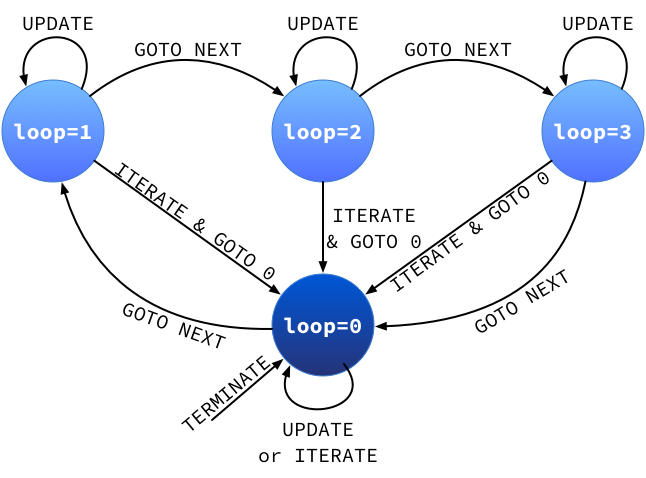 UPDATE
UPDATE
UPDATE
GOTO NEXT
GOTO NEXT
loop=1
loop=2
loop=3
ITERATE & GOTO 0
ITERATE
& GOTO 0
ITERATE & GOTO 0
GOTO NEXT
loop=0
GOTO NEXT
TERMINATE
UPDATE
or ITERATE